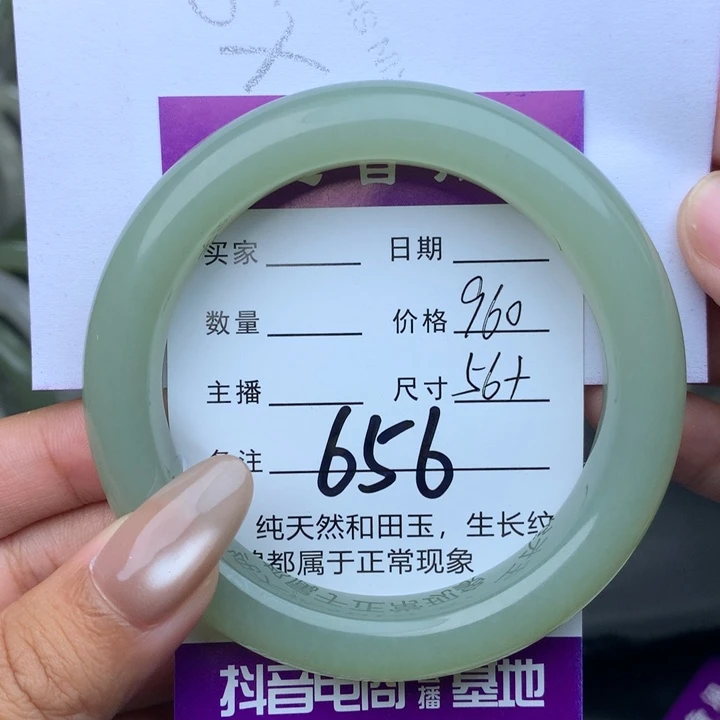 买家 日期
数量 价格 960
主播 尺寸 56+
备注 656
纯天然和田玉，生长纹
都属于正常现象
抖音电商直播基地